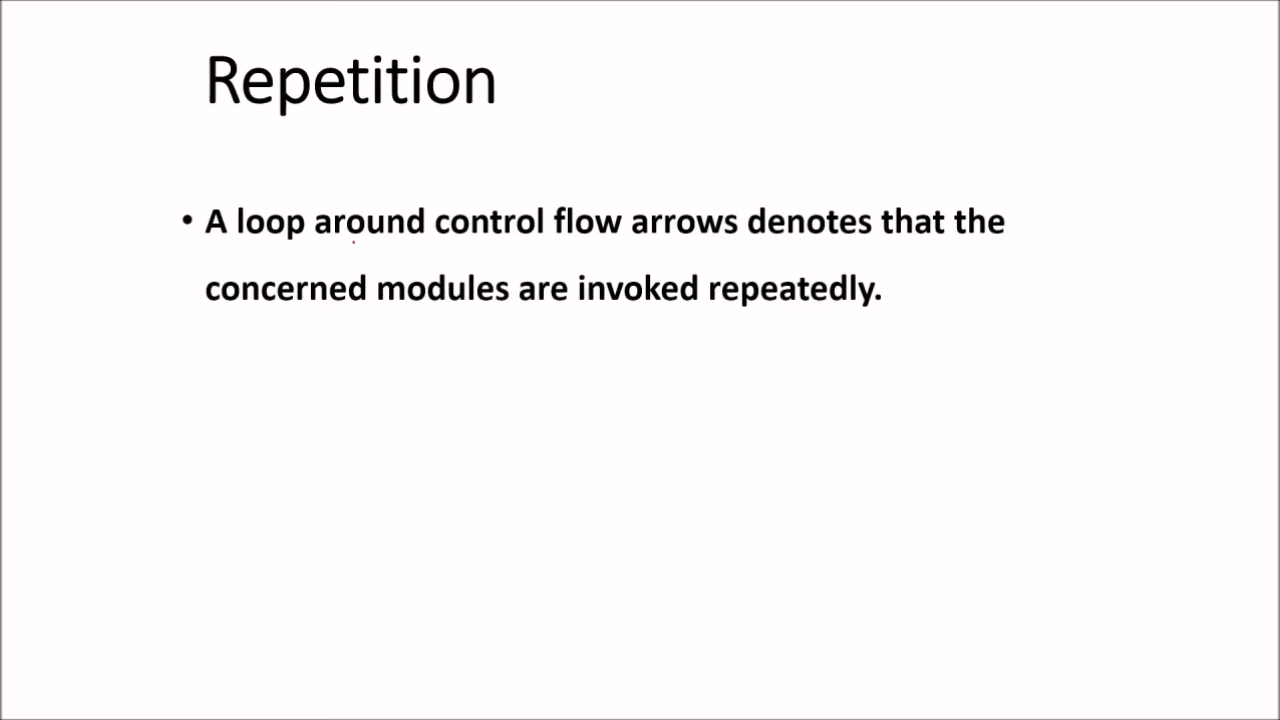 Repetition
• A loop around control flow arrows denotes that the
concerned modules are invoked repeatedly.